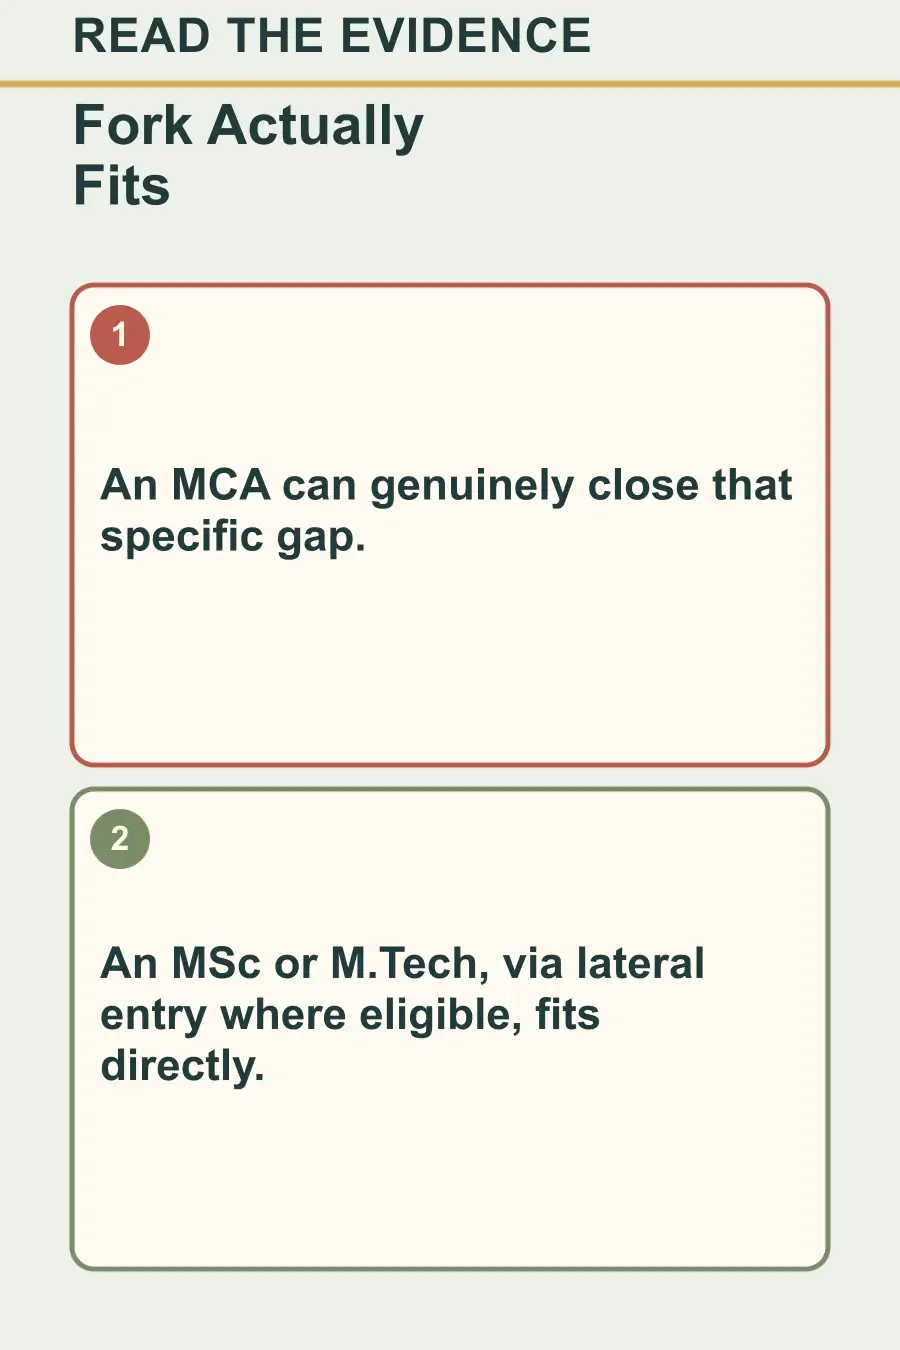 READ THE EVIDENCE
Fork Actually
Fits
1
An MCA can genuinely close that
specific gap.
2
An MSc or M.Tech, via lateral
entry where eligible, fits
directly.